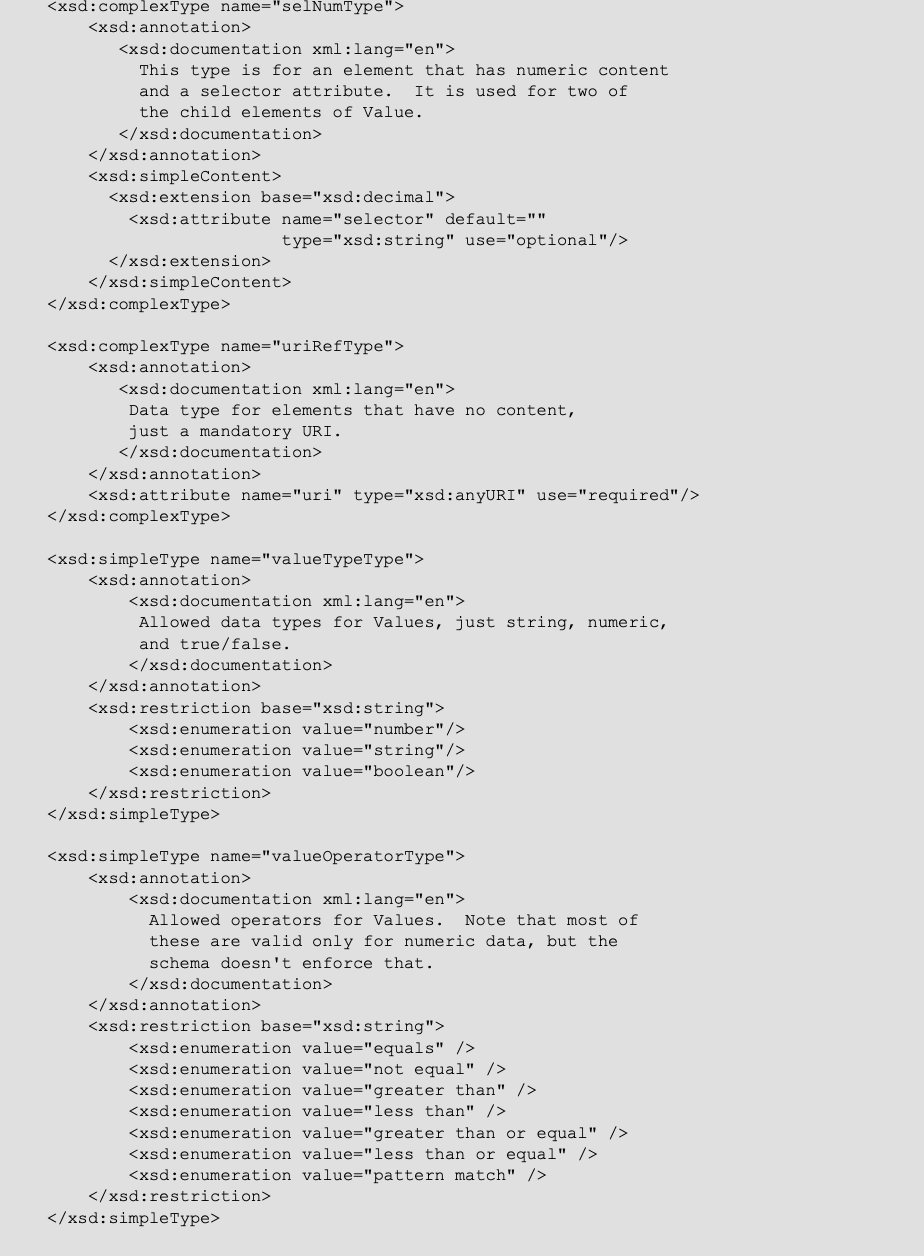 <xsd:complexType name="selNumType">
<xsd:annotation>
<xsd:documentation xml:lang="en">
This type is for an element that has numeric content
and a selector attribute.  It is used for two of
the child elements of Value.
</xsd:documentation>
</xsd:annotation>
<xsd:simpleContent>
<xsd:extension base="xsd:decimal">
<xsd:attribute name="selector" default=""
type="xsd:string" use="optional"/>
</xsd:extension>
</xsd:simpleContent>
</xsd:complexType>
<xsd:complexType name="uriRefType">
<xsd:annotation>
<xsd:documentation xml:lang="en">
Data type for elements that have no content,
just a mandatory URI.
</xsd:documentation>
</xsd:annotation>
<xsd:attribute name="uri" type="xsd:anyURI" use="required"/>
</xsd:complexType>
<xsd:simpleType name="valueTypeType">
<xsd:annotation>
<xsd:documentation xml:lang="en">
Allowed data types for Values, just string, numeric,
and true/false.
</xsd:documentation>
</xsd:annotation>
<xsd:restriction base="xsd:string">
<xsd:enumeration value="number"/>
<xsd:enumeration value="string"/>
<xsd:enumeration value="boolean"/>
</xsd:restriction>
</xsd:simpleType>
<xsd:simpleType name="valueOperatorType">
<xsd:annotation>
<xsd:documentation xml:lang="en">
Allowed operators for Values.  Note that most of
these are valid only for numeric data, but the
schema doesn't enforce that.
</xsd:documentation>
</xsd:annotation>
<xsd:restriction base="xsd:string">
<xsd:enumeration value="equals" />
<xsd:enumeration value="not equal" />
<xsd:enumeration value="greater than" />
<xsd:enumeration value="less than" />
<xsd:enumeration value="greater than or equal" />
<xsd:enumeration value="less than or equal" />
<xsd:enumeration value="pattern match" />
</xsd:restriction>
</xsd:simpleType>